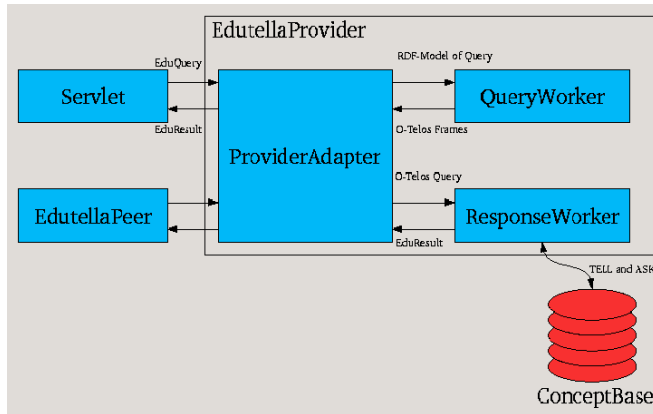 EdutellaProvider
EduQuery
RDF-Model of Query
Servlet
QueryWorker
EduResult
O-Telos Frames
ProviderAdapter
O-Telos Query
EdutellaPeer
ResponseWorker
EduResult
TELL and ASK
ConceptBase